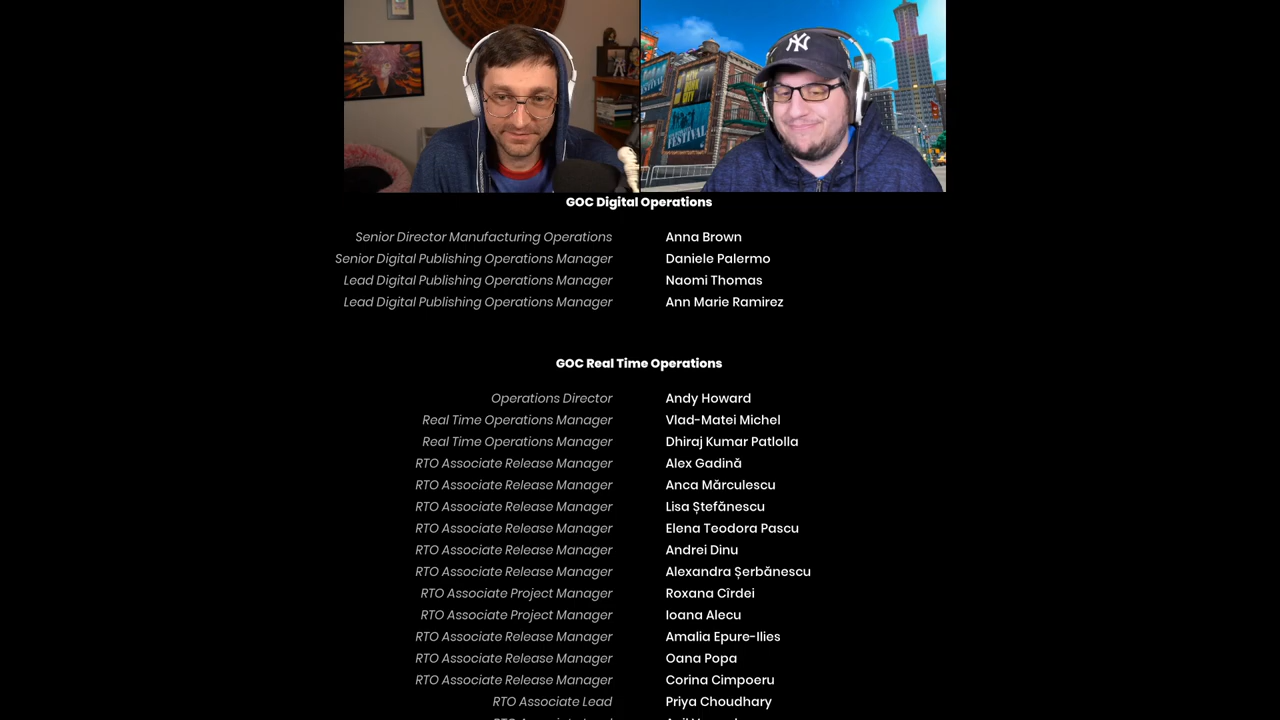 NY
FESTIVAL
GOC Digital Operations
Senior Director Manufacturing Operations Anna Brown
Senior Digital Publishing Operations Manager Daniele Palermo
Lead Digital Publishing Operations Manager Naomi Thomas
Lead Digital Publishing Operations Manager Ann Marie Ramirez
GOC Real Time Operations
Operations Director Andy Howard
Real Time Operations Manager Vlad-Matei Michel
Real Time Operations Manager Dhiraj Kumar Patlolla
RTO Associate Release Manager Alex Gadină
RTO Associate Release Manager Anca Mărculescu
RTO Associate Release Manager Lisa Ștefănescu
RTO Associate Release Manager Elena Teodora Pascu
RTO Associate Release Manager Andrei Dinu
RTO Associate Release Manager Alexandra Șerbănescu
RTO Associate Project Manager Roxana Cîrdei
RTO Associate Project Manager Ioana Alecu
RTO Associate Release Manager Amalia Epure-Ilies
RTO Associate Release Manager Oana Popa
RTO Associate Release Manager Corina Cimpoeru
RTO Associate Lead Priya Choudhary